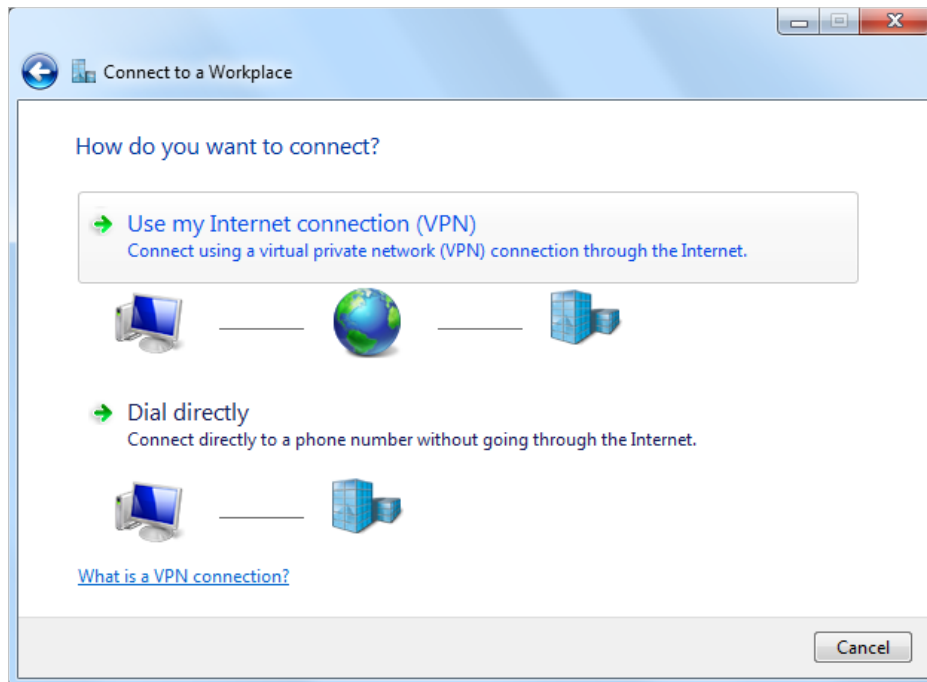 Connect to a Workplace
How do you want to connect?
Use my Internet connection (VPN)
Connect using a virtual private network (VPN) connection through the Internet.
Dial directly
Connect directly to a phone number without going through the Internet.
What is a VPN connection?
Cancel